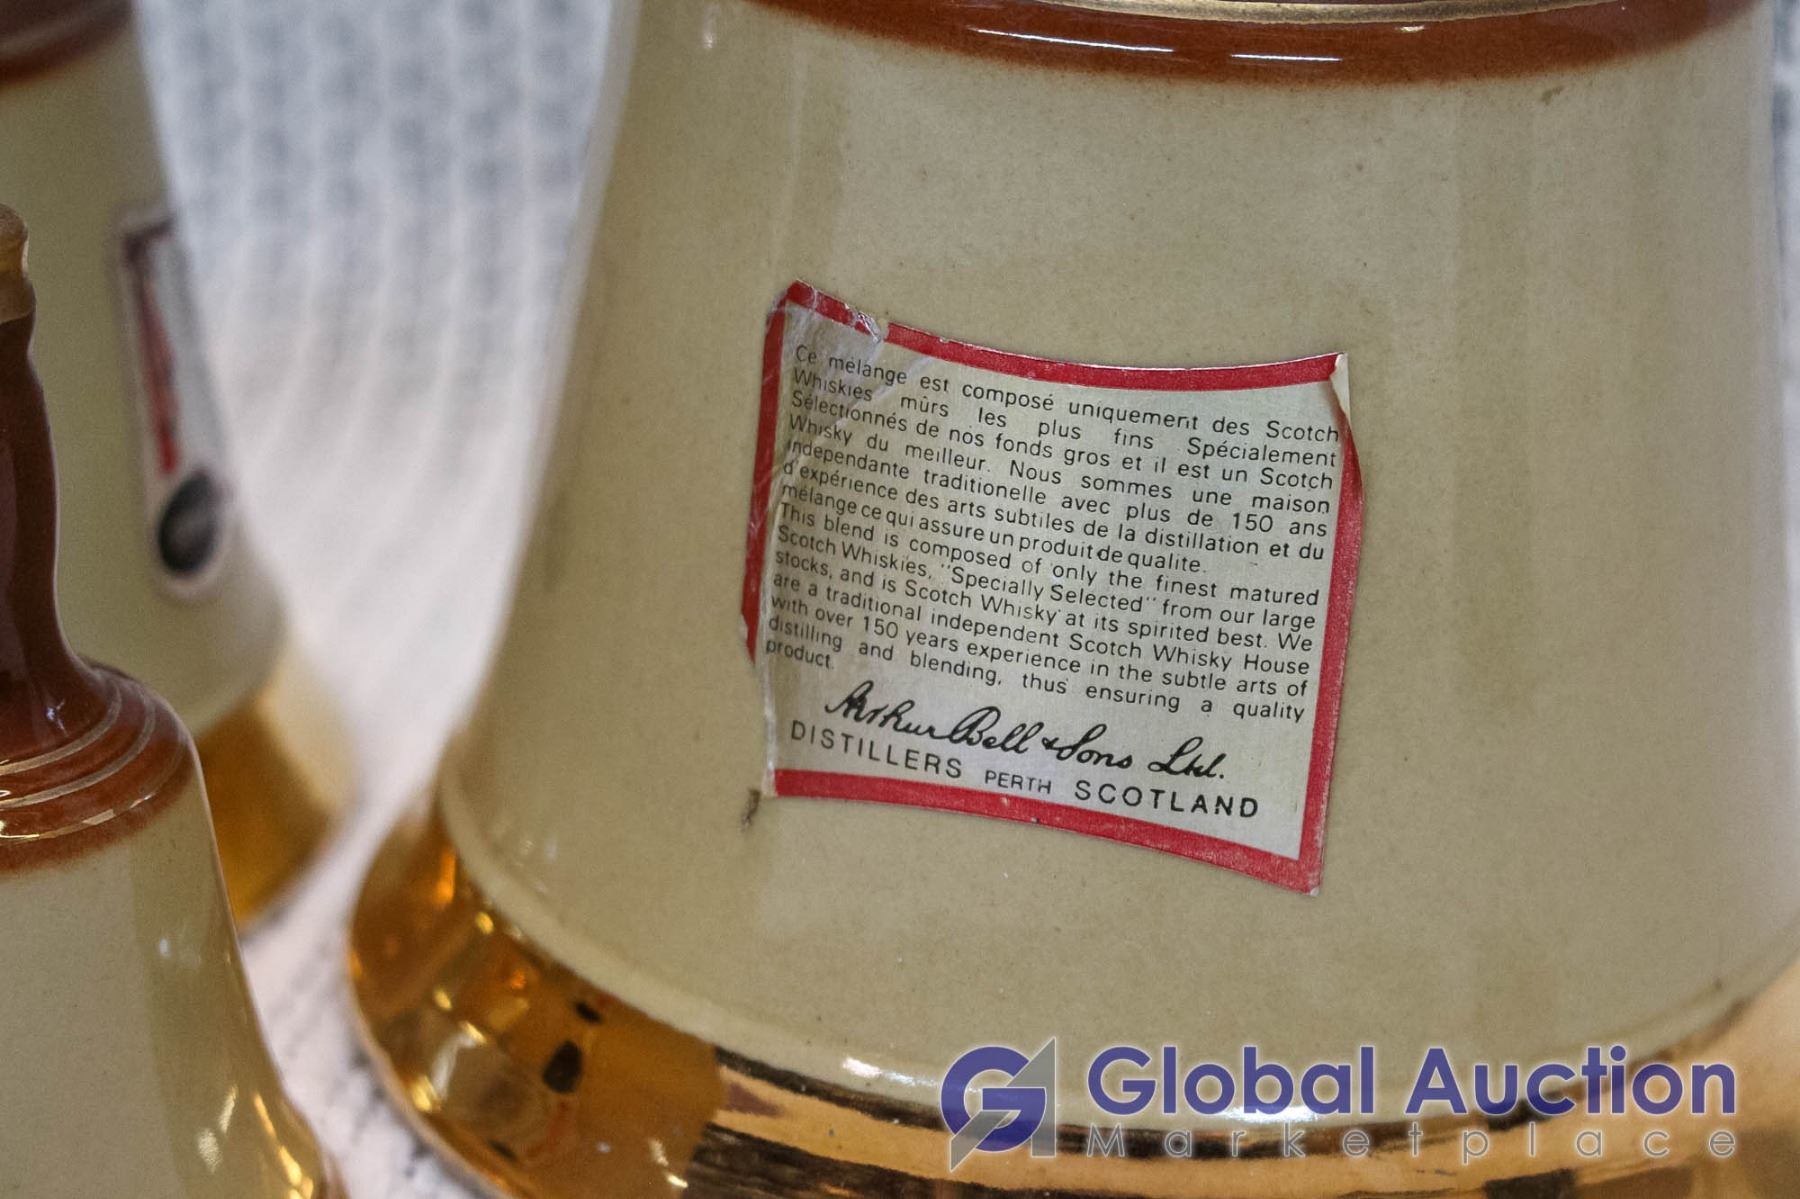 Ce mélange est composé uniquement des Scotch
Whiskies mûrs les plus fins Spécialement
Sélectionnés de nos fonds gros et il est un Scotch
Whisky du meilleur. Nous sommes une maison
independante traditionelle avec plus de 150 ans
d'expérience des arts subtiles de la distillation et du
mélange ce qui assure un produit de qualite.
This blend is composed of only the finest matured
Scotch Whiskies, "Specially Selected" from our large
stocks, and is Scotch Whisky at its spirited best. We
are a traditional independent Scotch Whisky House
with over 150 years experience in the subtle arts of
distilling and blending, thus ensuring a quality
product.
Arthur Bell & Sons Ltd.
DISTILLERS PERTH SCOTLAND
Global Auction
Marketplace